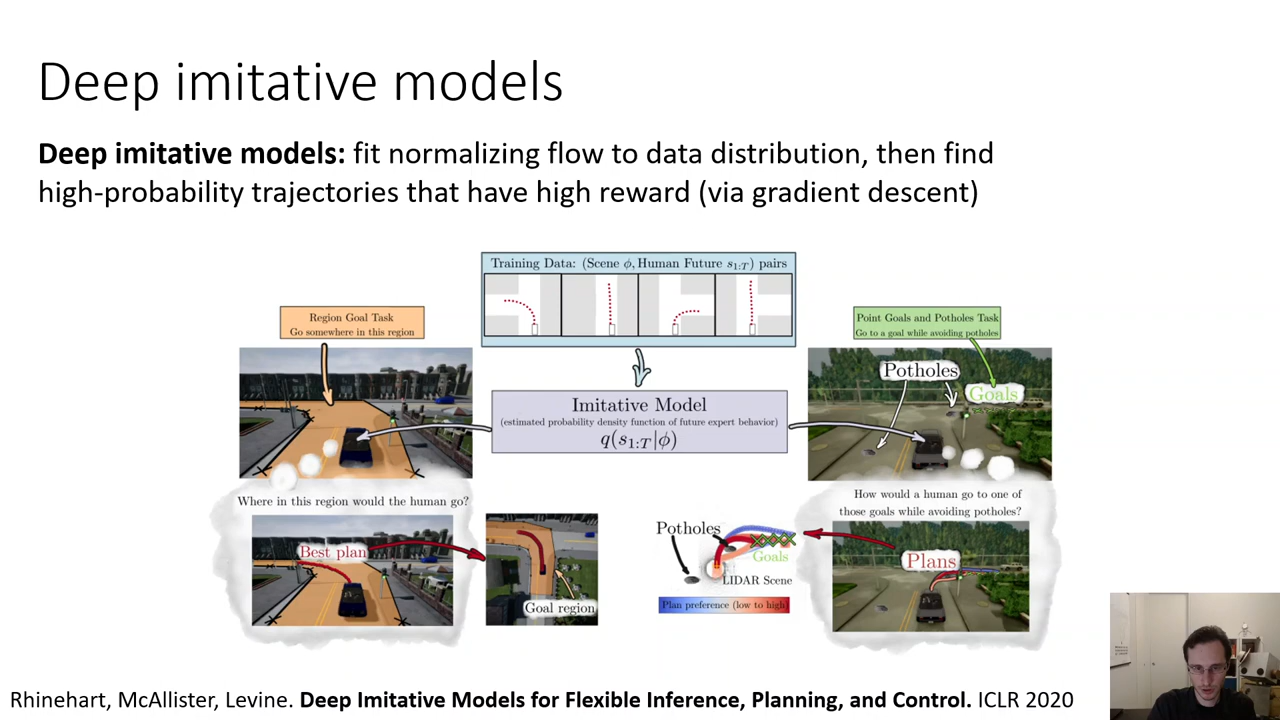 Deep imitative models
Deep imitative models: fit normalizing flow to data distribution, then find
high-probability trajectories that have high reward (via gradient descent)
Training Data: (Scene ϕ, Human Future s₁:T) pairs
Region Goal Task
Go somewhere in this region
Point Goals and Potholes Task
Go to a goal while avoiding potholes
Potholes
Goals
Imitative Model
(estimated probability density function of future expert behavior)
q(s₁:T|ϕ)
Where in this region would the human go?
How would a human go to one of
those goals while avoiding potholes?
Best plan
Goal region
Potholes
Goals
LIDAR Scene
Plan preference (low to high)
Plans
Rhinehart, McAllister, Levine. Deep Imitative Models for Flexible Inference, Planning, and Control. ICLR 2020